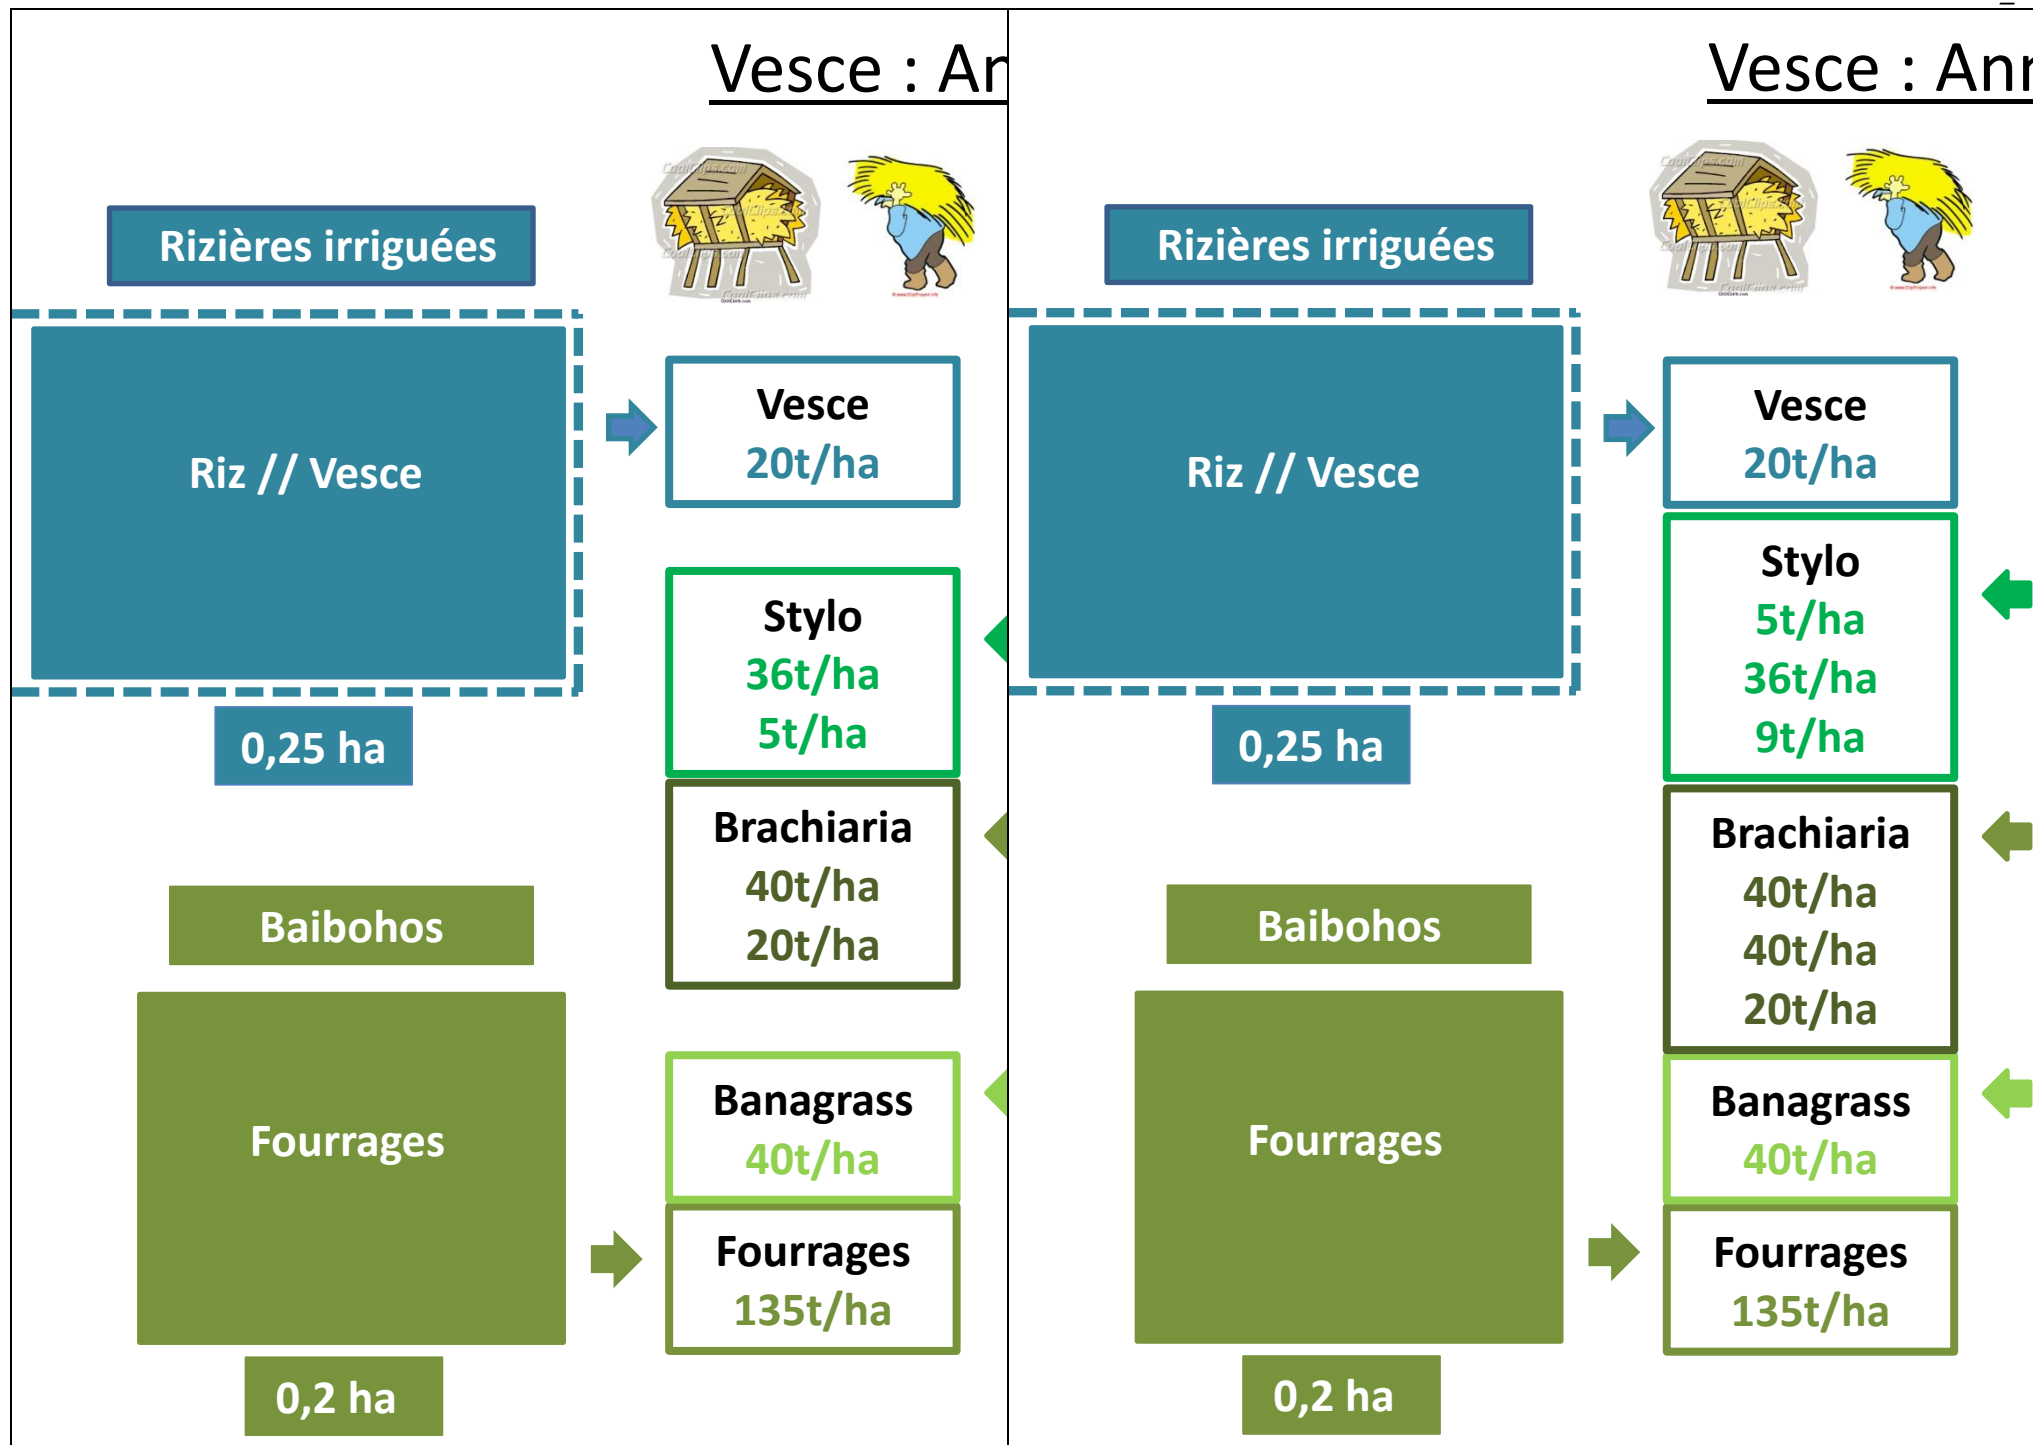 Vesce : An
Rizières irriguées
Riz // Vesce
0,25 ha
Vesce
20t/ha
Stylo
36t/ha
5t/ha
Brachiaria
40t/ha
20t/ha
Baibohos
Fourrages
0,2 ha
Banagrass
40t/ha
Fourrages
135t/ha
Vesce : Ann
Rizières irriguées
Riz // Vesce
0,25 ha
Vesce
20t/ha
Stylo
5t/ha
36t/ha
9t/ha
Brachiaria
40t/ha
40t/ha
20t/ha
Baibohos
Fourrages
0,2 ha
Banagrass
40t/ha
Fourrages
135t/ha